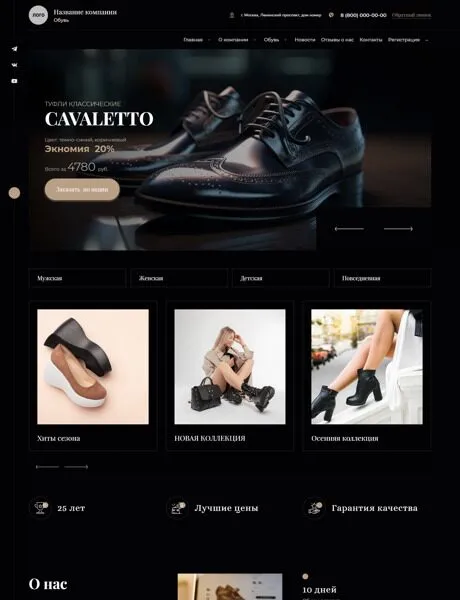 лого
Название компании
Обувь
г. Москва, Ленинский проспект, дом номер
8 (800) 000-00-00
Обратный звонок
Главная
О компании
Обувь
Новости
Отзывы о нас
Контакты
Регистрация
ТУФЛИ КЛАССИЧЕСКИЕ
CAVALETTO
Цвет: темно-синий, коричневый
Экномия 20%
Всего за 4780 руб.
Заказать по акции
Мужская
Женская
Детская
Повседневная
Хиты сезона
НОВАЯ КОЛЛЕКЦИЯ
Осенняя коллекция
25 лет
Лучшие цены
Гарантия качества
О нас
10 дней